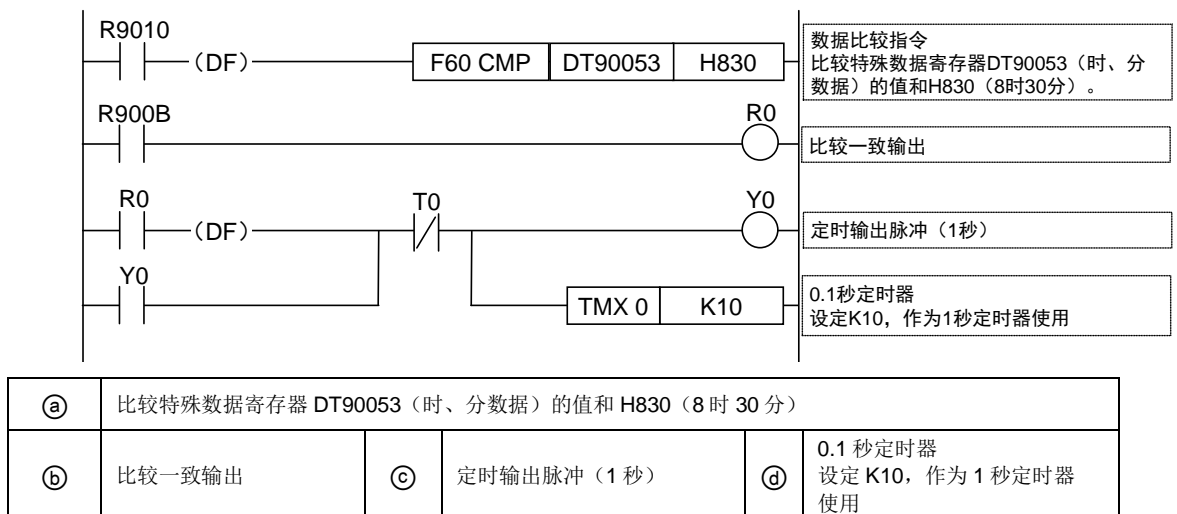 R9010
（DF）
F60 CMP DT90053 H830
数据比较指令
比较特殊数据寄存器DT90053（时、分
数据）的值和H830（8时30分）。
R900B
R0
比较一致输出
R0
（DF）
T0
Y0
定时输出脉冲（1秒）
Y0
TMX 0 K10
0.1秒定时器
设定K10，作为1秒定时器使用
ⓐ 比较特殊数据寄存器 DT90053（时、分数据）的值和 H830（8 时 30 分）
ⓑ 比较一致输出 ⓒ 定时输出脉冲（1 秒） ⓓ 0.1 秒定时器
设定 K10，作为 1 秒定时器
使用